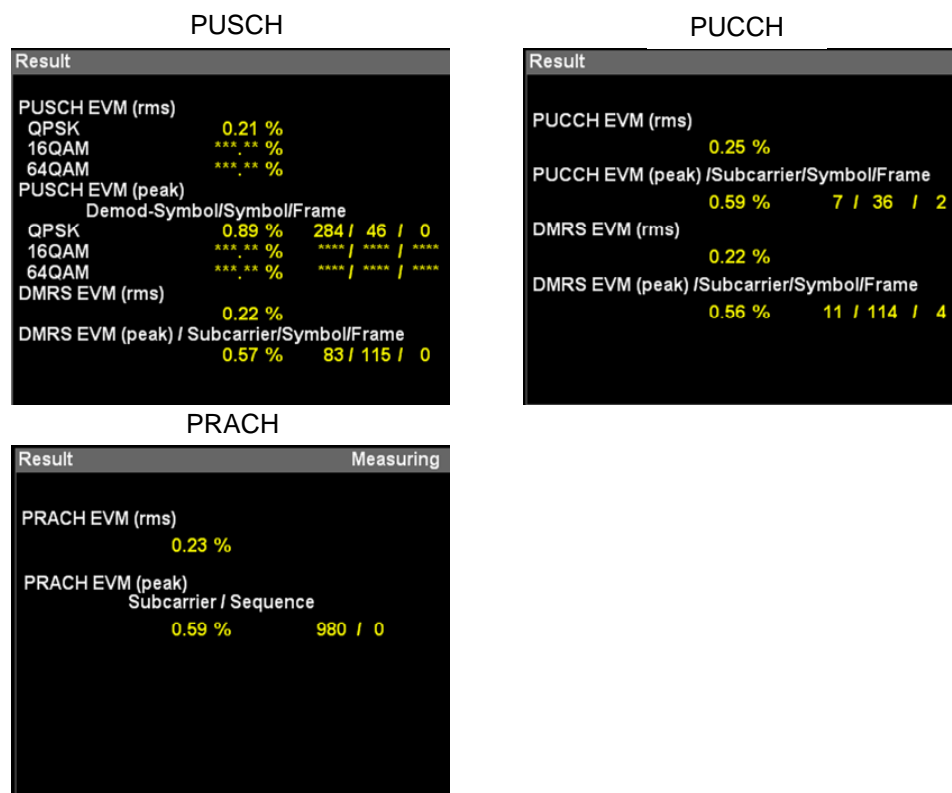 PUSCH
Result
PUSCH EVM (rms)
QPSK 0.21 %
16QAM ***.** %
64QAM ***.** %
PUSCH EVM (peak)
Demod-Symbol/Symbol/Frame
QPSK 0.89 % 284 / 46 / 0
16QAM ***.** % **** / **** / ****
64QAM ***.** % **** / **** / ****
DMRS EVM (rms)
0.22 %
DMRS EVM (peak) / Subcarrier/Symbol/Frame
0.57 % 83 / 115 / 0
PUCCH
Result
PUCCH EVM (rms)
0.25 %
PUCCH EVM (peak) /Subcarrier/Symbol/Frame
0.59 % 7 / 36 / 2
DMRS EVM (rms)
0.22 %
DMRS EVM (peak) /Subcarrier/Symbol/Frame
0.56 % 11 / 114 / 4
PRACH
Result Measuring
PRACH EVM (rms)
0.23 %
PRACH EVM (peak)
Subcarrier / Sequence
0.59 % 980 / 0